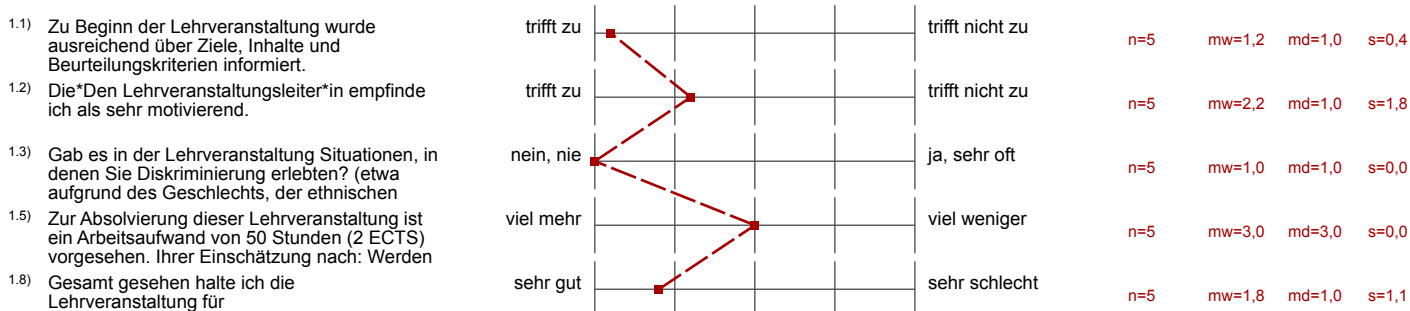 1.1) Zu Beginn der Lehrveranstaltung wurde
ausreichend über Ziele, Inhalte und
Beurteilungskriterien informiert.
trifft zu
trifft nicht zu
n=5 mw=1,2 md=1,0 s=0,4
1.2) Die*Den Lehrveranstaltungsleiter*in empfinde
ich als sehr motivierend.
trifft zu
trifft nicht zu
n=5 mw=2,2 md=1,0 s=1,8
1.3) Gab es in der Lehrveranstaltung Situationen, in
denen Sie Diskriminierung erlebten? (etwa
aufgrund des Geschlechts, der ethnischen
nein, nie
ja, sehr oft
n=5 mw=1,0 md=1,0 s=0,0
1.5) Zur Absolvierung dieser Lehrveranstaltung ist
ein Arbeitsaufwand von 50 Stunden (2 ECTS)
vorgesehen. Ihrer Einschätzung nach: Werden
viel mehr
viel weniger
n=5 mw=3,0 md=3,0 s=0,0
1.8) Gesamt gesehen halte ich die
Lehrveranstaltung für
sehr gut
sehr schlecht
n=5 mw=1,8 md=1,0 s=1,1